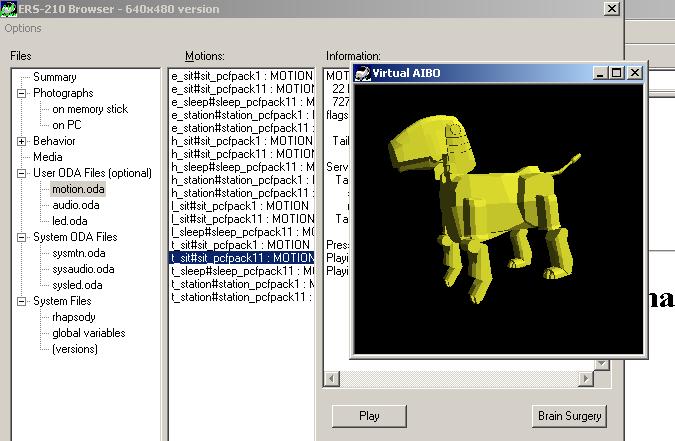 ERS-210 Browser - 640x480 version
Options
Files
Motions:
Information:
Summary
Photographs
on memory stick
on PC
Behavior
Media
User ODA Files (optional)
motion.oda
audio.oda
led.oda
System ODA Files
sysmtn.oda
sysaudio.oda
sysled.oda
System Files
rhapsody
global variables
(versions)
e_sit#sit_pcfpack1 : MOTION
e_sit#sit_pcfpack11 : MOTION
e_sleep#sleep_pcfpack11 : M
e_station#station_pcfpack1 :
e_station#station_pcfpack11 :
h_sit#sit_pcfpack1 : MOTION
h_sit#sit_pcfpack11 : MOTION
h_sleep#sleep_pcfpack11 : M
h_station#station_pcfpack1 :
h_station#station_pcfpack11 :
l_sit#sit_pcfpack1 : MOTION
l_sit#sit_pcfpack11 : MOTION
l_sleep#sleep_pcfpack11 : M
t_sit#sit_pcfpack1 : MOTION
t_sit#sit_pcfpack11 : MOTION
t_sleep#sleep_pcfpack11 : M
t_station#station_pcfpack1 :
t_station#station_pcfpack11 :
MOT
22
727
flags
Tail
Serv
Ta
Ta
Pres
Playi
Playi
Virtual AIBO
na
Play
Brain Surgery